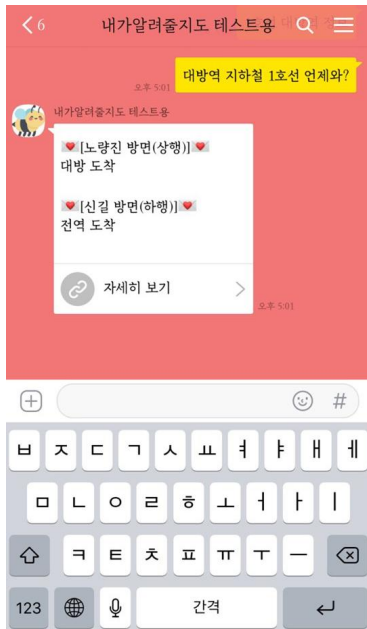 6 내가알려줄지도 테스트용
오후 5:01 대방역 지하철 1호선 언제와?
내가알려줄지도 테스트용
[노량진 방면(상행)]
대방 도착
[신길 방면(하행)]
전역 도착
자세히 보기
오후 5:01
#
ㅂ ㅈ ㄷ ㄱ ㅅ ㅛ ㅕ ㅑ ㅐ ㅔ
ㅁ ㄴ ㅇ ㄹ ㅎ ㅗ ㅓ ㅏ ㅣ
ㅋ ㅌ ㅊ ㅍ ㅠ ㅜ ㅡ
123 간격